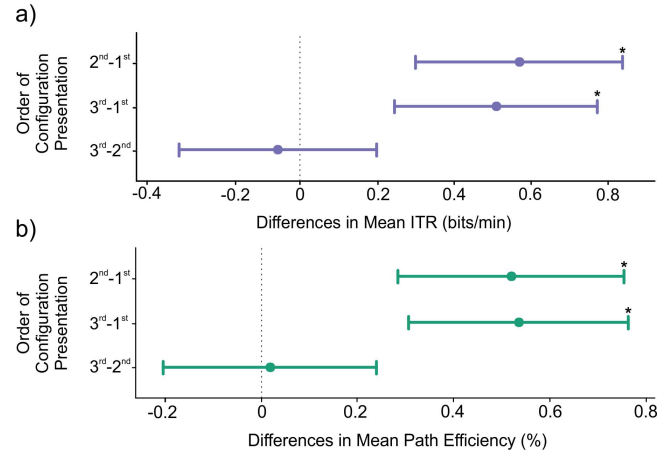 a)
Order of
Configuration
Presentation
2nd-1st
*
3rd-1st
*
3rd-2nd
-0.4 -0.2 0 0.2 0.4 0.6 0.8
Differences in Mean ITR (bits/min)
b)
Order of
Configuration
Presentation
2nd-1st
*
3rd-1st
*
3rd-2nd
-0.2 0 0.2 0.4 0.6 0.8
Differences in Mean Path Efficiency (%)